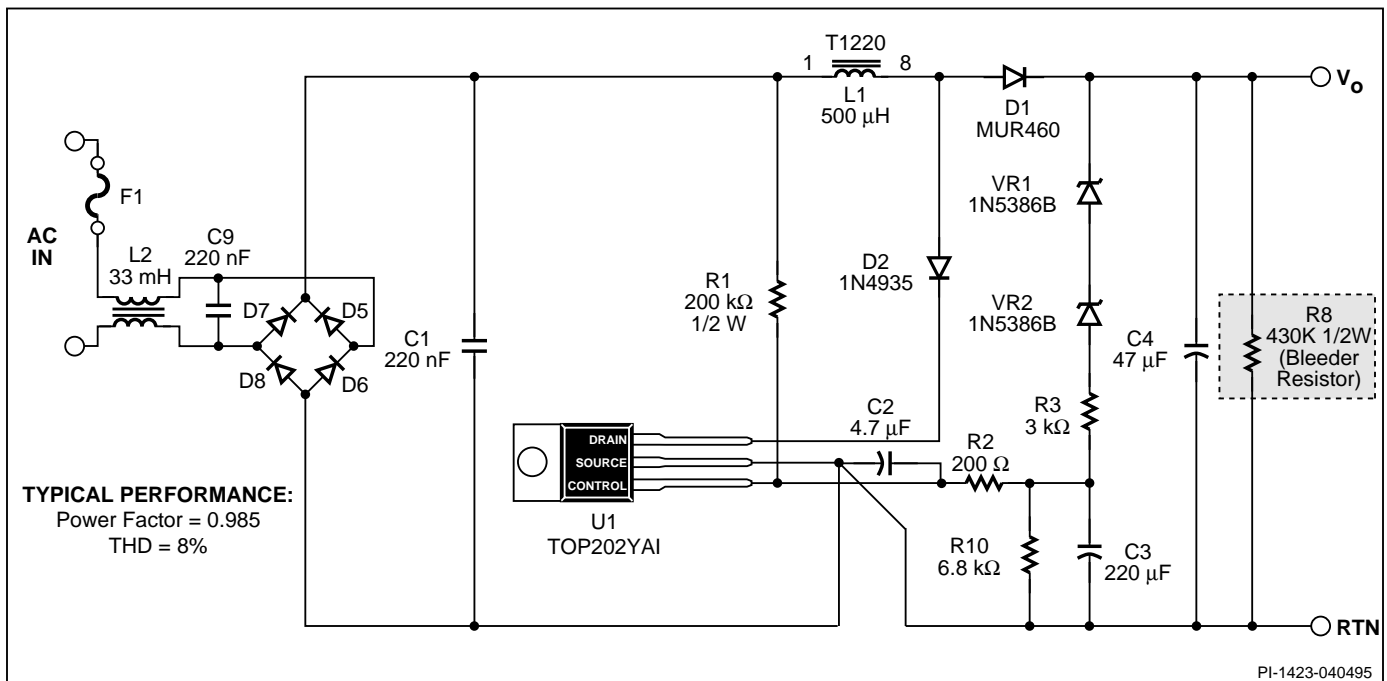 T1220
1
8
L1
500 μH
D1
MUR460
Vo
F1
AC
IN
L2
33 mH
C9
220 nF
D7
D5
D8
D6
C1
220 nF
R1
200 kΩ
1/2 W
D2
1N4935
VR1
1N5386B
VR2
1N5386B
C4
47 μF
R8
430K 1/2W
(Bleeder
Resistor)
C2
4.7 μF
R2
200 Ω
R3
3 kΩ
DRAIN
SOURCE
CONTROL
U1
TOP202YAI
R10
6.8 kΩ
C3
220 μF
TYPICAL PERFORMANCE:
Power Factor = 0.985
THD = 8%
RTN
PI-1423-040495